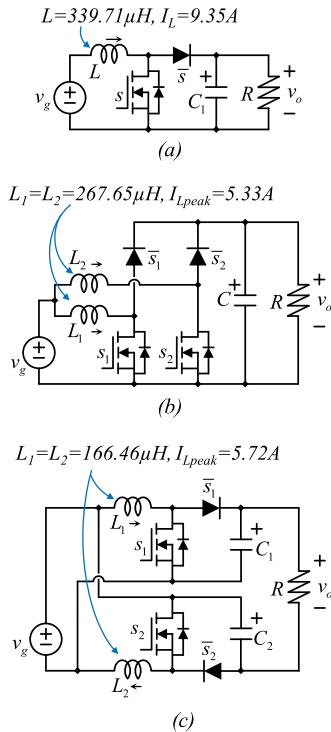 L=339.71μH, I_L=9.35A
L
s̅
v_g
s
C_1
R
+
v_o
−
(a)
L_1=L_2=267.65μH, I_Lpeak=5.33A
s̅_1
s̅_2
L_2
L_1
v_g
s_1
s_2
C
R
+
v_o
−
(b)
L_1=L_2=166.46μH, I_Lpeak=5.72A
s̅_1
L_1
s_1
C_1
v_g
R
+
v_o
−
s_2
C_2
L_2
s̅_2
(c)